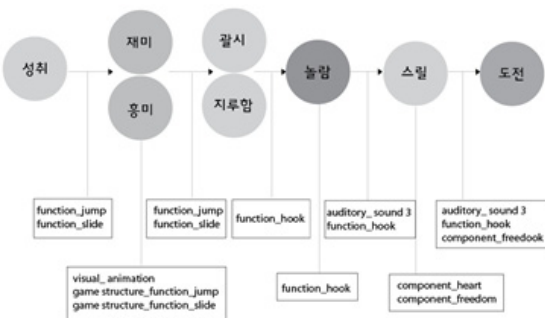 성취
재미
흥미
괄시
지루함
놀람
스릴
도전
function_jump
function_slide
visual_ animation
game structure_function_jump
game structure_function_slide
function_jump
function_slide
function_hook
function_hook
auditory_ sound 3
function_hook
component_heart
component_freedom
auditory_ sound 3
function_hook
component_freedook